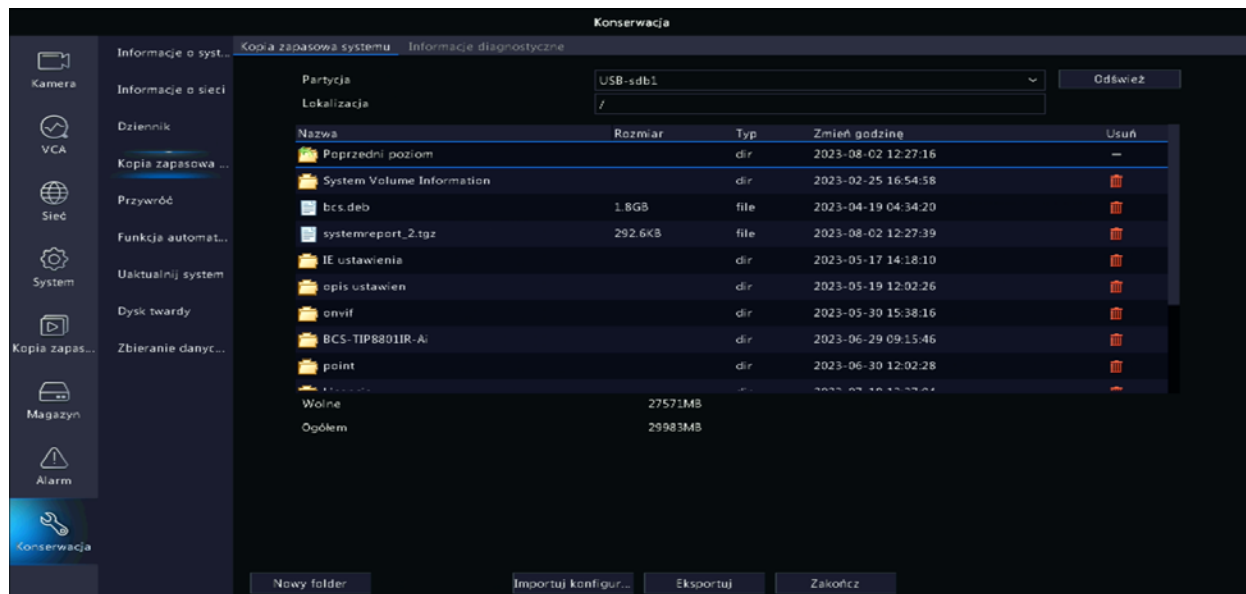 Konserwacja
Kopia zapasowa systemu Informacje diagnostyczne
Kamera
VCA
Sieć
System
Kopia zapas...
Magazyn
Alarm
Konserwacja
Informacje o syst...
Informacje o sieci
Dziennik
Kopia zapasowa ...
Przywróć
Funkcja automat...
Uaktualnij system
Dysk twardy
Zbieranie danyc...
Partycja USB-sdb1 Odśwież
Lokalizacja /
Nazwa Rozmiar Typ Zmień godzinę Usuń
Poprzedni poziom dir 2023-08-02 12:27:16 —
System Volume Information dir 2023-02-25 16:54:58
bcs.deb 1.8GB file 2023-04-19 04:34:20
systemreport_2.tgz 292.6KB file 2023-08-02 12:27:39
IE ustawienia dir 2023-05-17 14:18:10
opis ustawien dir 2023-05-19 12:02:26
onvif dir 2023-05-30 15:38:16
BCS-TIP8801IR-Ai dir 2023-06-29 09:15:46
point dir 2023-06-30 12:02:28
Wolne 27571MB
Ogółem 29983MB
Nowy folder Importuj konfigur... Eksportuj Zakończ